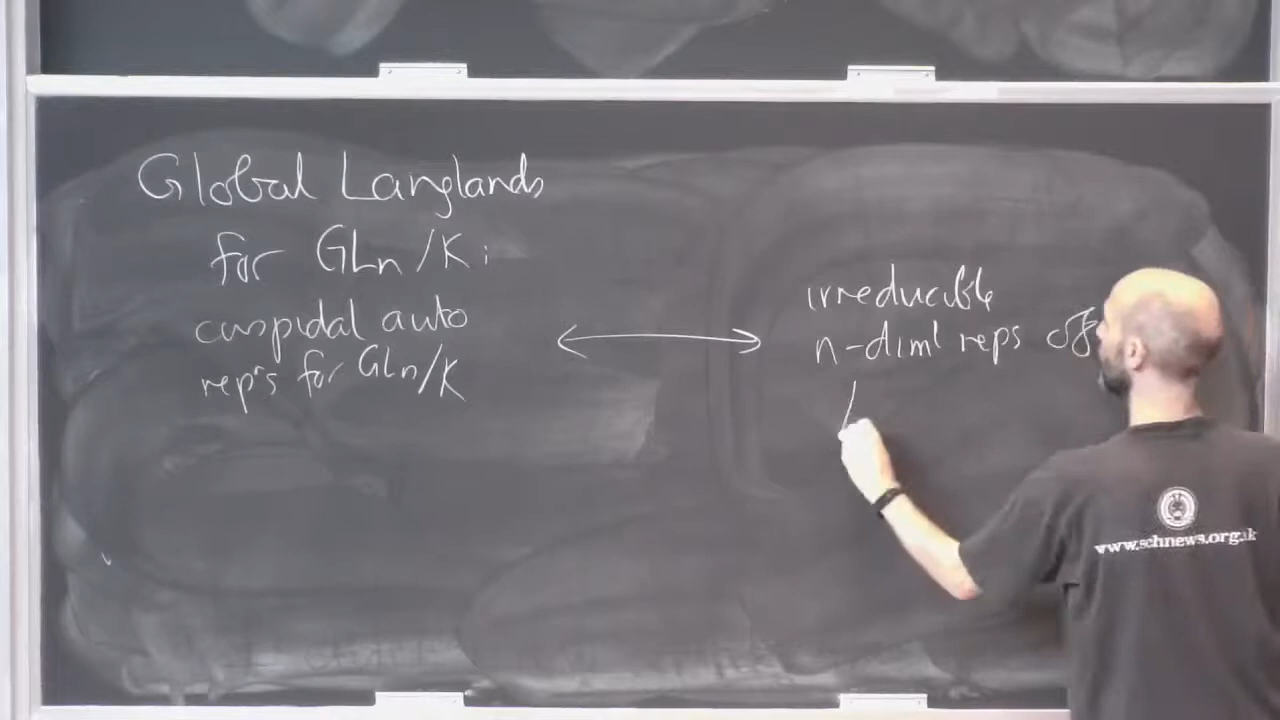 Global Langlands
for GLn/K:
cuspidal auto
rep's for GLn/K
irreducible
n-dim'l reps of
www.schnews.org.uk